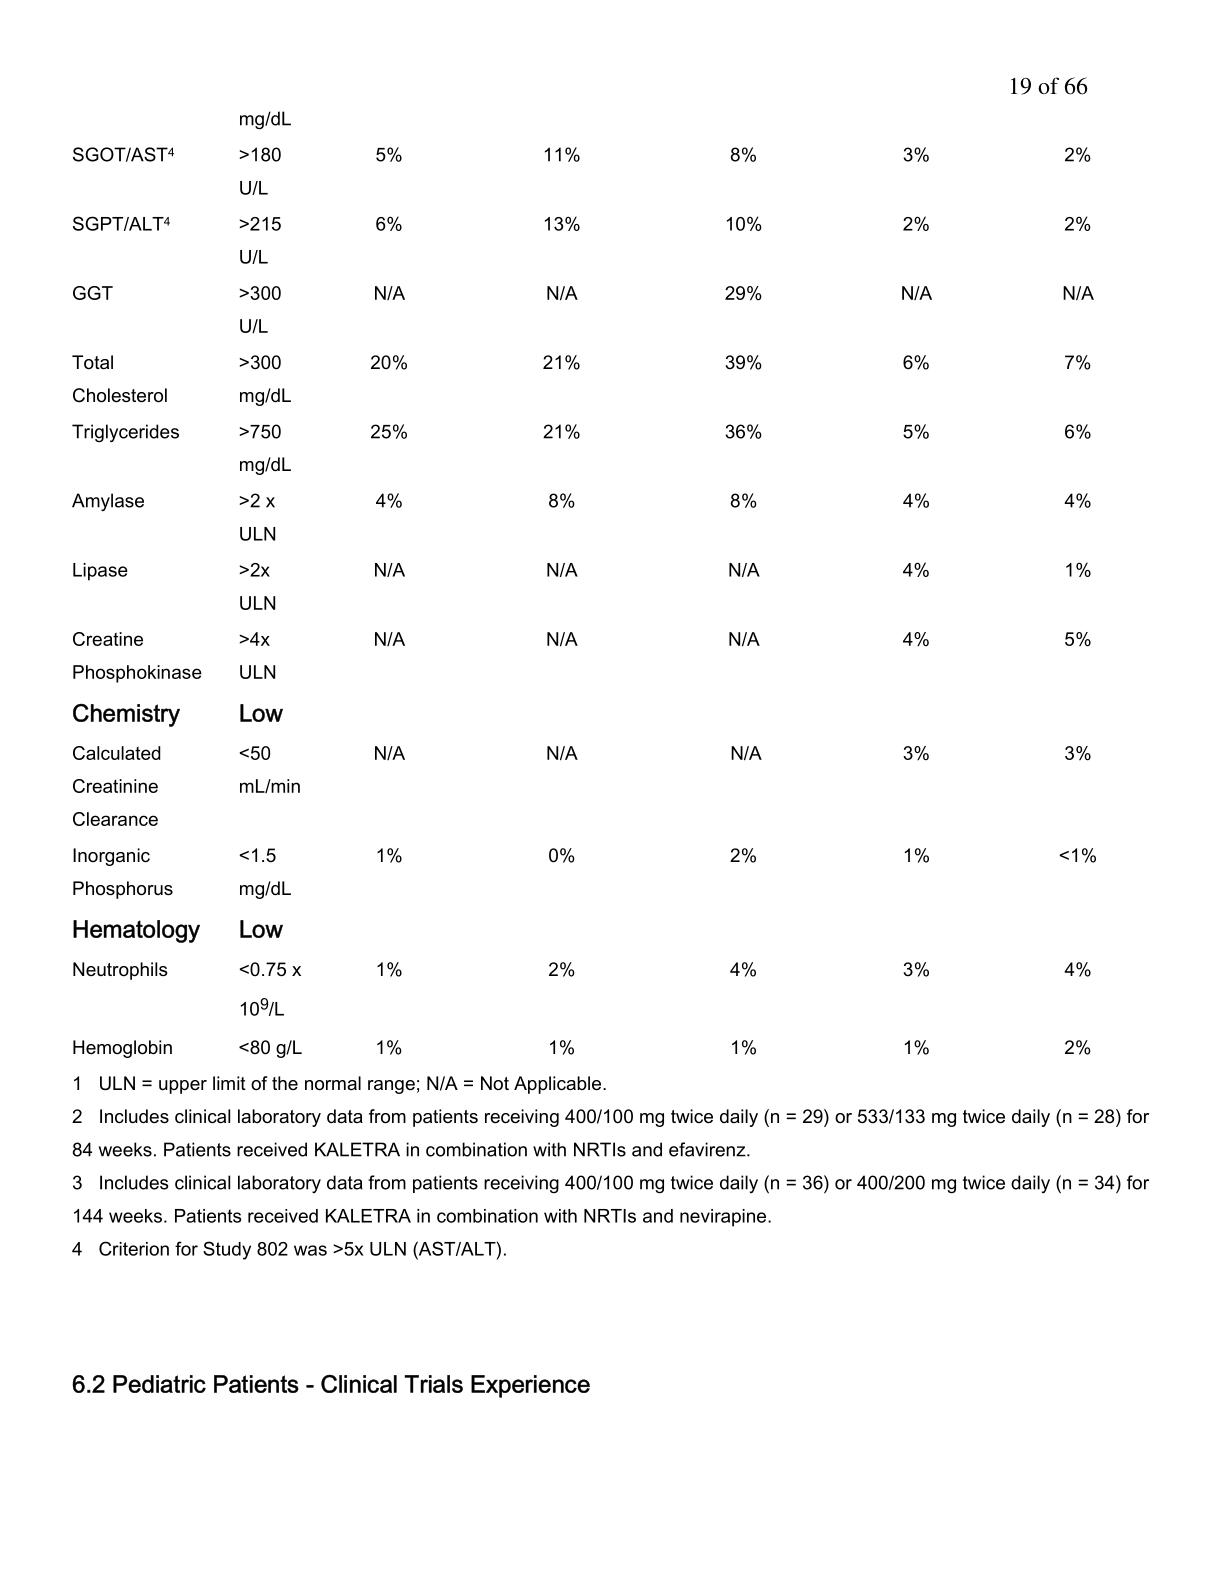 19 of 66
mg/dL
SGOT/AST4 >180 5% 11% 8% 3% 2%
U/L
SGPT/ALT4 >215 6% 13% 10% 2% 2%
U/L
GGT >300 N/A N/A 29% N/A N/A
U/L
Total >300 20% 21% 39% 6% 7%
Cholesterol mg/dL
Triglycerides >750 25% 21% 36% 5% 6%
mg/dL
Amylase >2 x 4% 8% 8% 4% 4%
ULN
Lipase >2x N/A N/A N/A 4% 1%
ULN
Creatine >4x N/A N/A N/A 4% 5%
Phosphokinase ULN
Chemistry Low
Calculated <50 N/A N/A N/A 3% 3%
Creatinine mL/min
Clearance
Inorganic <1.5 1% 0% 2% 1% <1%
Phosphorus mg/dL
Hematology Low
Neutrophils <0.75 x 1% 2% 4% 3% 4%
10^9/L
Hemoglobin <80 g/L 1% 1% 1% 1% 2%
1 ULN = upper limit of the normal range; N/A = Not Applicable.
2 Includes clinical laboratory data from patients receiving 400/100 mg twice daily (n = 29) or 533/133 mg twice daily (n = 28) for
84 weeks. Patients received KALETRA in combination with NRTIs and efavirenz.
3 Includes clinical laboratory data from patients receiving 400/100 mg twice daily (n = 36) or 400/200 mg twice daily (n = 34) for
144 weeks. Patients received KALETRA in combination with NRTIs and nevirapine.
4 Criterion for Study 802 was >5x ULN (AST/ALT).
6.2 Pediatric Patients - Clinical Trials Experience